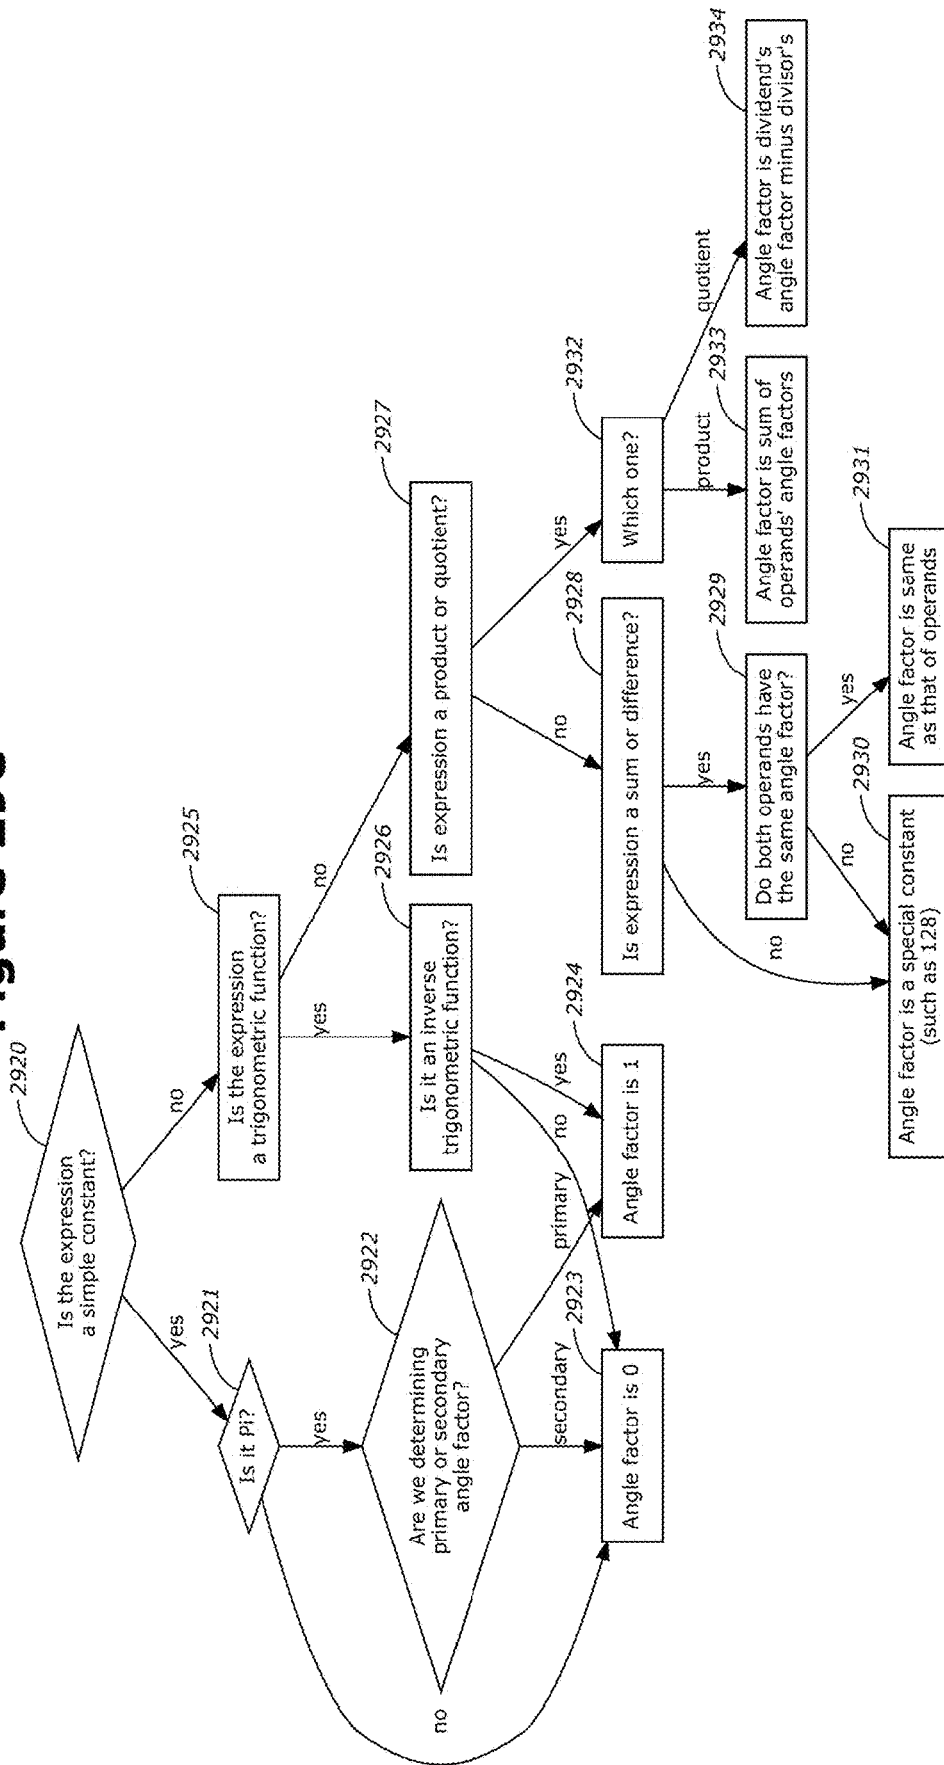 2920
Is the expression
a simple constant?
yes
no
2921
Is it Pi?
2925
Is the expression
a trigonometric function?
yes
no
yes
no
2922
Are we determining
primary or secondary
angle factor?
2926
Is it an inverse
trigonometric function?
2927
Is expression a product or quotient?
secondary
primary
no
yes
no
yes
2923
Angle factor is 0
2924
Angle factor is 1
2928
Is expression a sum or difference?
2932
Which one?
no
yes
product
quotient
2929
Do both operands have
the same angle factor?
2933
Angle factor is sum of
operands' angle factors
2934
Angle factor is dividend's
angle factor minus divisor's
no
yes
2930
Angle factor is a special constant
(such as 128)
2931
Angle factor is same
as that of operands